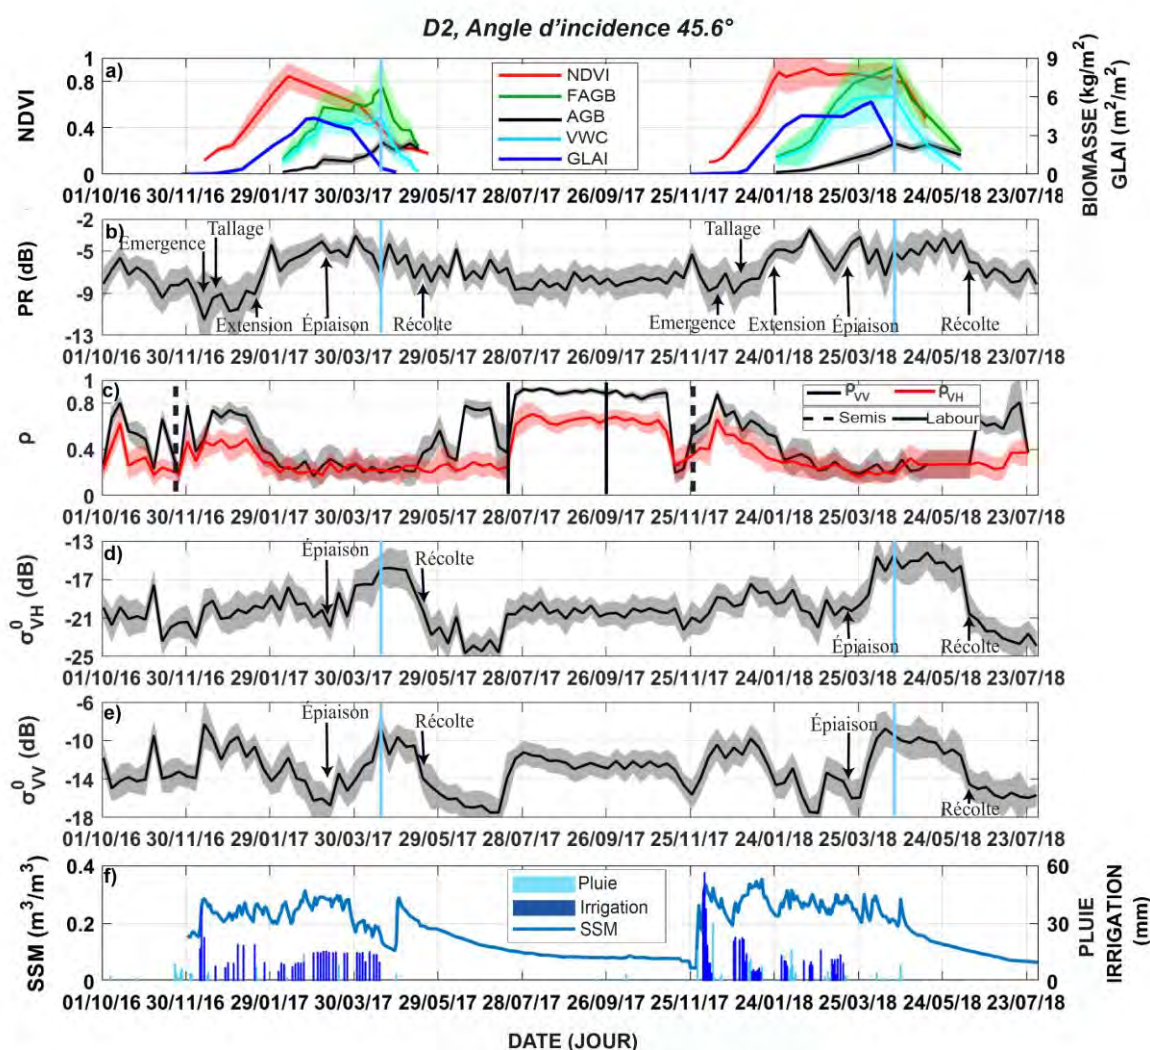 D2, Angle d'incidence 45.6°
a)
NDVI
1
0.8
0.4
0
NDVI
FAGB
AGB
VWC
GLAI
9
6
3
0
BIOMASSE (kg/m²)
GLAI (m²/m²)
01/10/16 30/11/16 29/01/17 30/03/17 29/05/17 28/07/17 26/09/17 25/11/17 24/01/18 25/03/18 24/05/18 23/07/18
b)
PR (dB)
-2
-5
-9
-13
Emergence Tallage Extension Épiaison Récolte
Emergence Tallage Extension Épiaison Récolte
01/10/16 30/11/16 29/01/17 30/03/17 29/05/17 28/07/17 26/09/17 25/11/17 24/01/18 25/03/18 24/05/18 23/07/18
c)
ρ
1
0.8
0.4
0
ρVV ρVH
Semis Labour
01/10/16 30/11/16 29/01/17 30/03/17 29/05/17 28/07/17 26/09/17 25/11/17 24/01/18 25/03/18 24/05/18 23/07/18
d)
σ⁰VH (dB)
-13
-17
-21
-25
Épiaison Récolte
Épiaison Récolte
01/10/16 30/11/16 29/01/17 30/03/17 29/05/17 28/07/17 26/09/17 25/11/17 24/01/18 25/03/18 24/05/18 23/07/18
e)
σ⁰VV (dB)
-6
-10
-14
-18
Épiaison Récolte
Épiaison Récolte
01/10/16 30/11/16 29/01/17 30/03/17 29/05/17 28/07/17 26/09/17 25/11/17 24/01/18 25/03/18 24/05/18 23/07/18
f)
SSM (m³/m³)
0.4
0.2
0
Pluie
Irrigation
SSM
60
30
0
PLUIE
IRRIGATION
(mm)
01/10/16 30/11/16 29/01/17 30/03/17 29/05/17 28/07/17 26/09/17 25/11/17 24/01/18 25/03/18 24/05/18 23/07/18
DATE (JOUR)